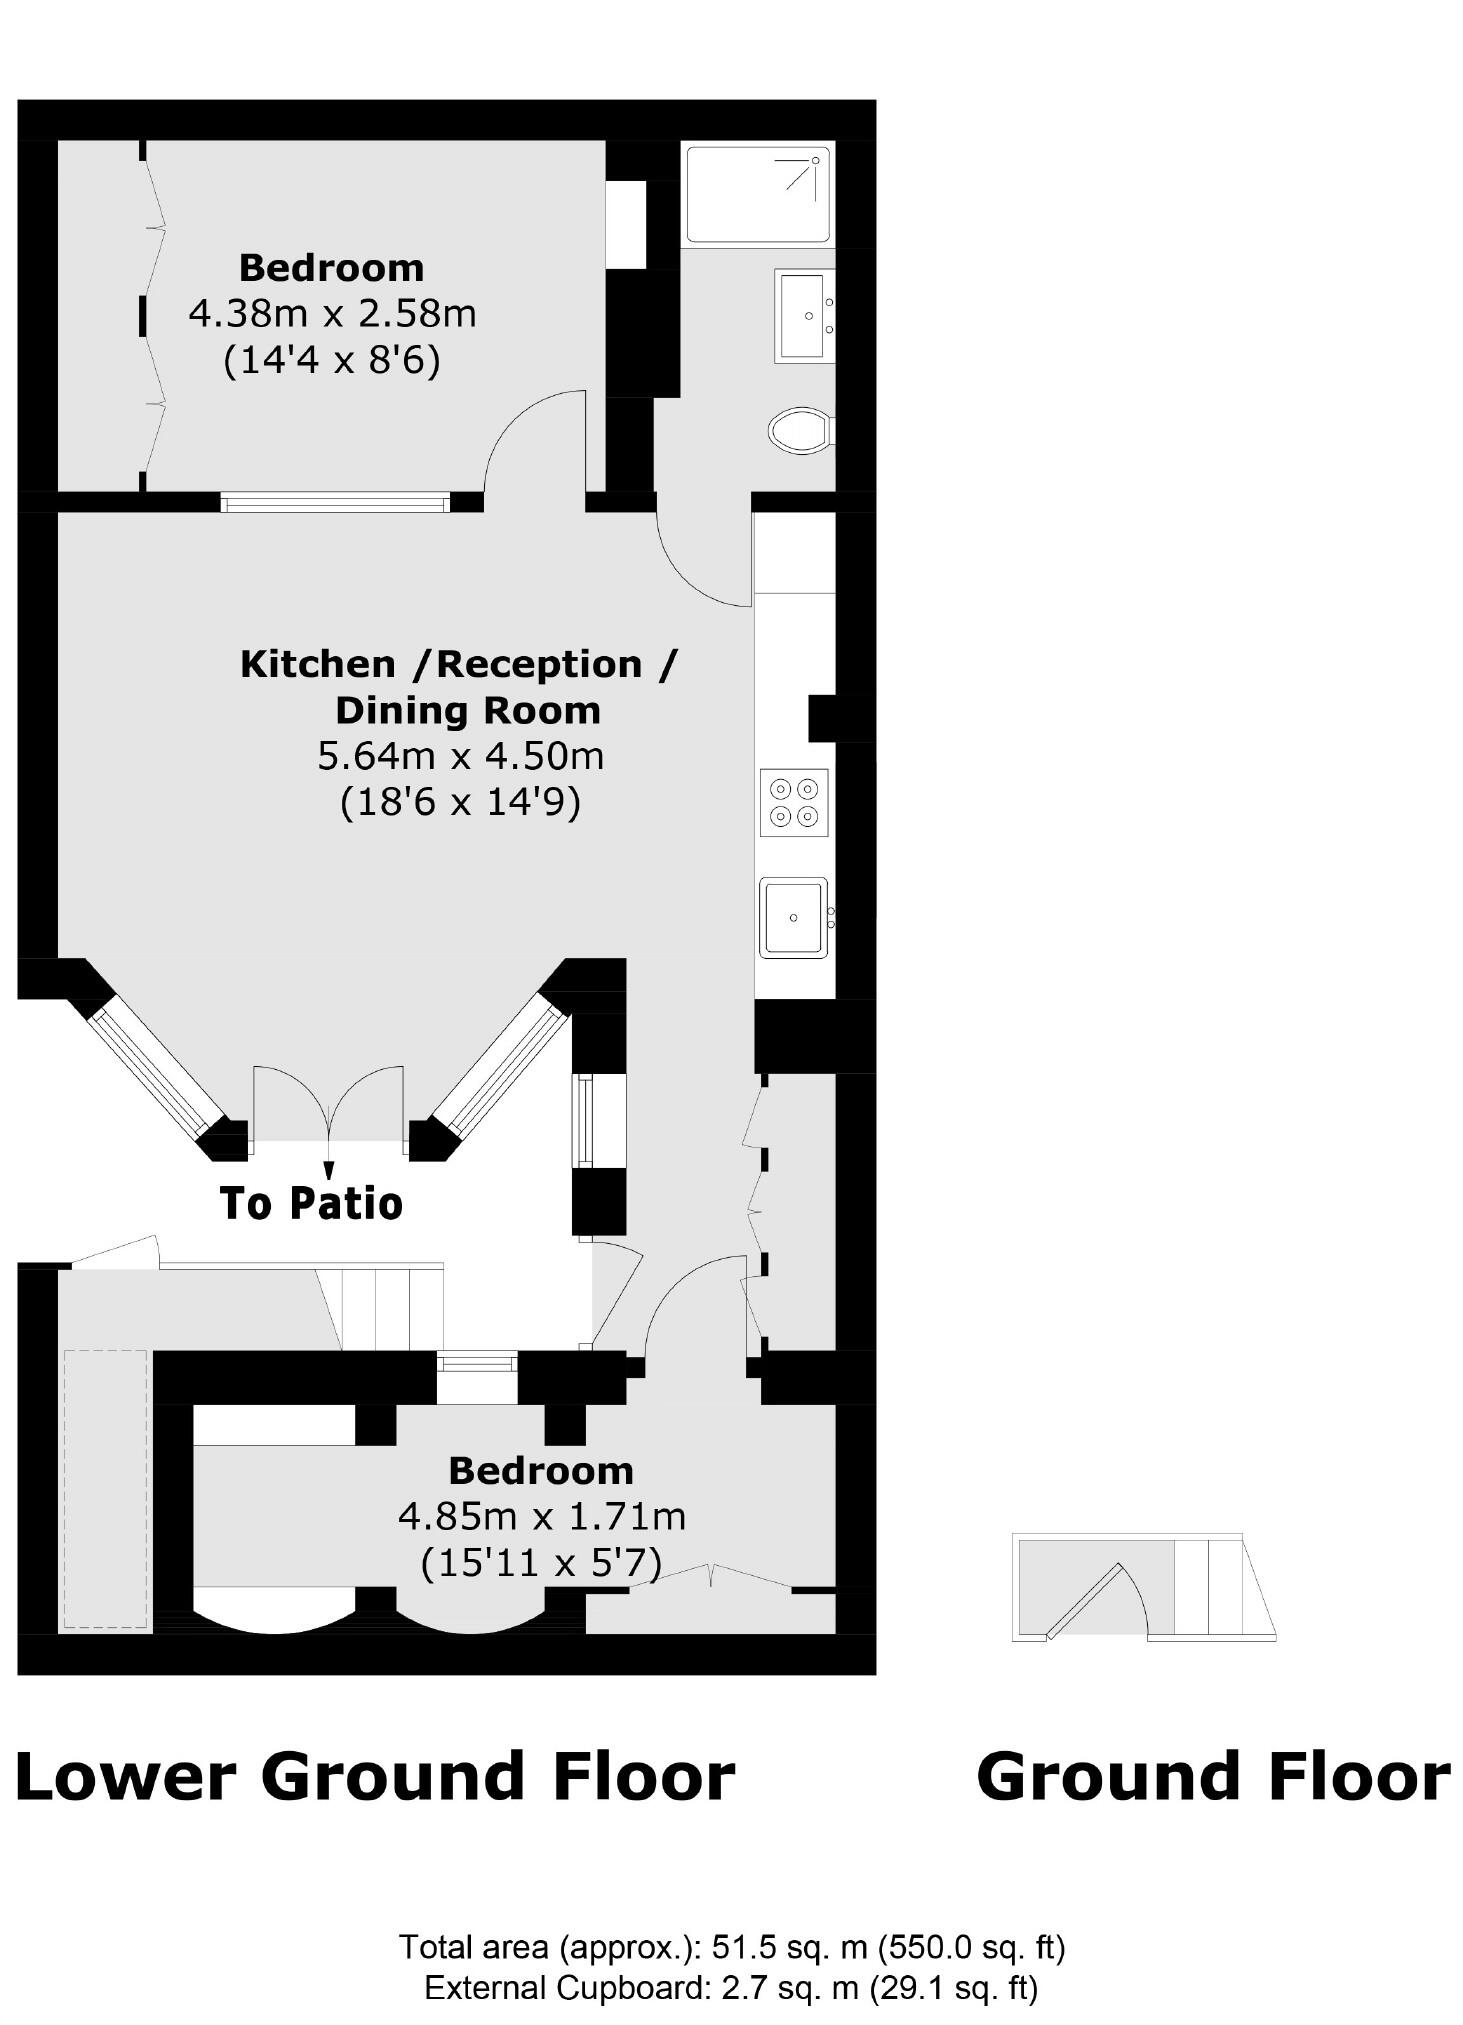 Bedroom
4.38m x 2.58m
(14'4 x 8'6)
Kitchen /Reception /
Dining Room
5.64m x 4.50m
(18'6 x 14'9)
To Patio
Bedroom
4.85m x 1.71m
(15'11 x 5'7)
Lower Ground Floor
Ground Floor
Total area (approx.): 51.5 sq. m (550.0 sq. ft)
External Cupboard: 2.7 sq. m (29.1 sq. ft)